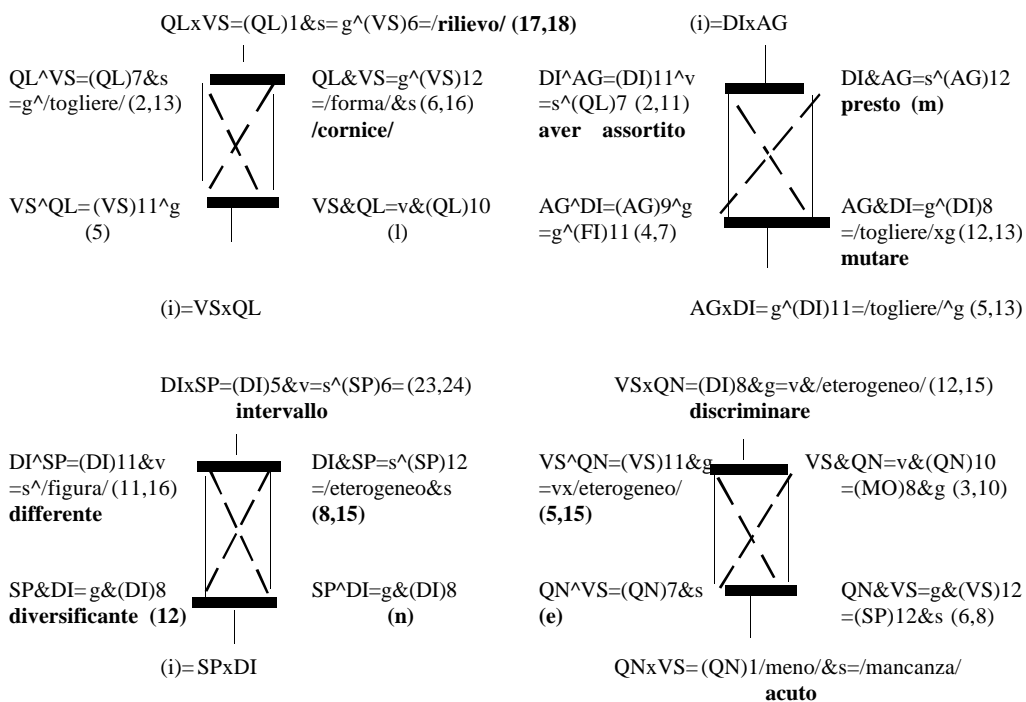 QLxVS=(QL)1&s=g^(VS)6=/rilievo/ (17,18)
QL^VS=(QL)7&s
=g^/togliere/ (2,13)
QL&VS=g^(VS)12
=/forma/&s (6,16)
/cornice/
VS^QL=(VS)11^g
(5)
VS&QL=v&(QL)10
(l)
(i)=VSxQL
(i)=DIxAG
DI^AG=(DI)11^v
=s^(QL)7 (2,11)
aver assortito
DI&AG=s^(AG)12
presto (m)
AG^DI=(AG)9^g
=g^(FI)11 (4,7)
AG&DI=g^(DI)8
=/togliere/xg (12,13)
mutare
AGxDI=g^(DI)11=/togliere/^g (5,13)
DIxSP=(DI)5&v=s^(SP)6= (23,24)
intervallo
DI^SP=(DI)11&v
=s^/figura/ (11,16)
differente
DI&SP=s^(SP)12
=/eterogeneo&s
(8,15)
SP&DI=g&(DI)8
diversificante (12)
SP^DI=g&(DI)8
(n)
(i)=SPxDI
VSxQN=(DI)8&g=v&/eterogeneo/ (12,15)
discriminare
VS^QN=(VS)11&g
=vx/eterogeneo/
(5,15)
VS&QN=v&(QN)10
=(MO)8&g (3,10)
QN^VS=(QN)7&s
(e)
QN&VS=g&(VS)12
=(SP)12&s (6,8)
QNxVS=(QN)1/meno/&s=/mancanza/
acuto